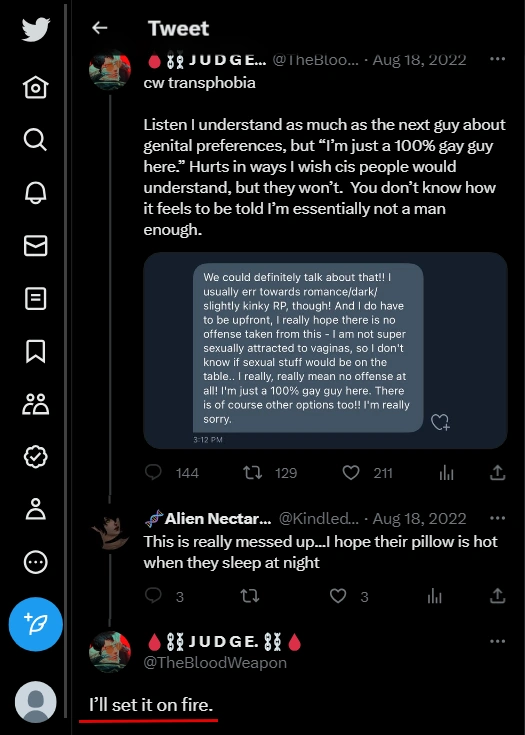 Tweet
JUDGE... @TheBloo... · Aug 18, 2022 ...
cw transphobia
Listen I understand as much as the next guy about
genital preferences, but “I’m just a 100% gay guy
here.” Hurts in ways I wish cis people would
understand, but they won’t. You don’t know how
it feels to be told I’m essentially not a man
enough.
We could definitely talk about that!! I
usually err towards romance/dark/
slightly kinky RP, though! And I do have
to be upfront, I really hope there is no
offense taken from this - I am not super
sexually attracted to vaginas, so I don't
know if sexual stuff would be on the
table.. I really, really mean no offense at
all! I'm just a 100% gay guy here. There
is of course other options too!! I'm really
sorry.
3:12 PM
144 129 211
Alien Nectar... @Kindled... · Aug 18, 2022 ...
This is really messed up...I hope their pillow is hot
when they sleep at night
3 3
JUDGE. ...
@TheBloodWeapon
I’ll set it on fire.